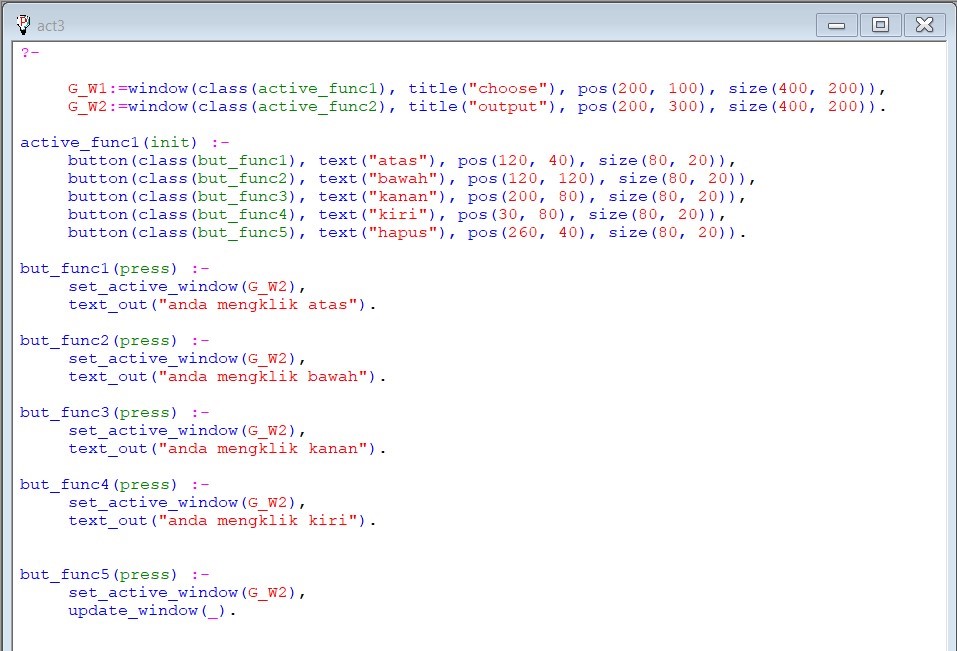 act3
?-
G_W1:=window(class(active_func1), title("choose"), pos(200, 100), size(400, 200)),
G_W2:=window(class(active_func2), title("output"), pos(200, 300), size(400, 200)).
active_func1(init) :-
button(class(but_func1), text("atas"), pos(120, 40), size(80, 20)),
button(class(but_func2), text("bawah"), pos(120, 120), size(80, 20)),
button(class(but_func3), text("kanan"), pos(200, 80), size(80, 20)),
button(class(but_func4), text("kiri"), pos(30, 80), size(80, 20)),
button(class(but_func5), text("hapus"), pos(260, 40), size(80, 20)).
but_func1(press) :-
set_active_window(G_W2),
text_out("anda mengklik atas").
but_func2(press) :-
set_active_window(G_W2),
text_out("anda mengklik bawah").
but_func3(press) :-
set_active_window(G_W2),
text_out("anda mengklik kanan").
but_func4(press) :-
set_active_window(G_W2),
text_out("anda mengklik kiri").
but_func5(press) :-
set_active_window(G_W2),
update_window(_).